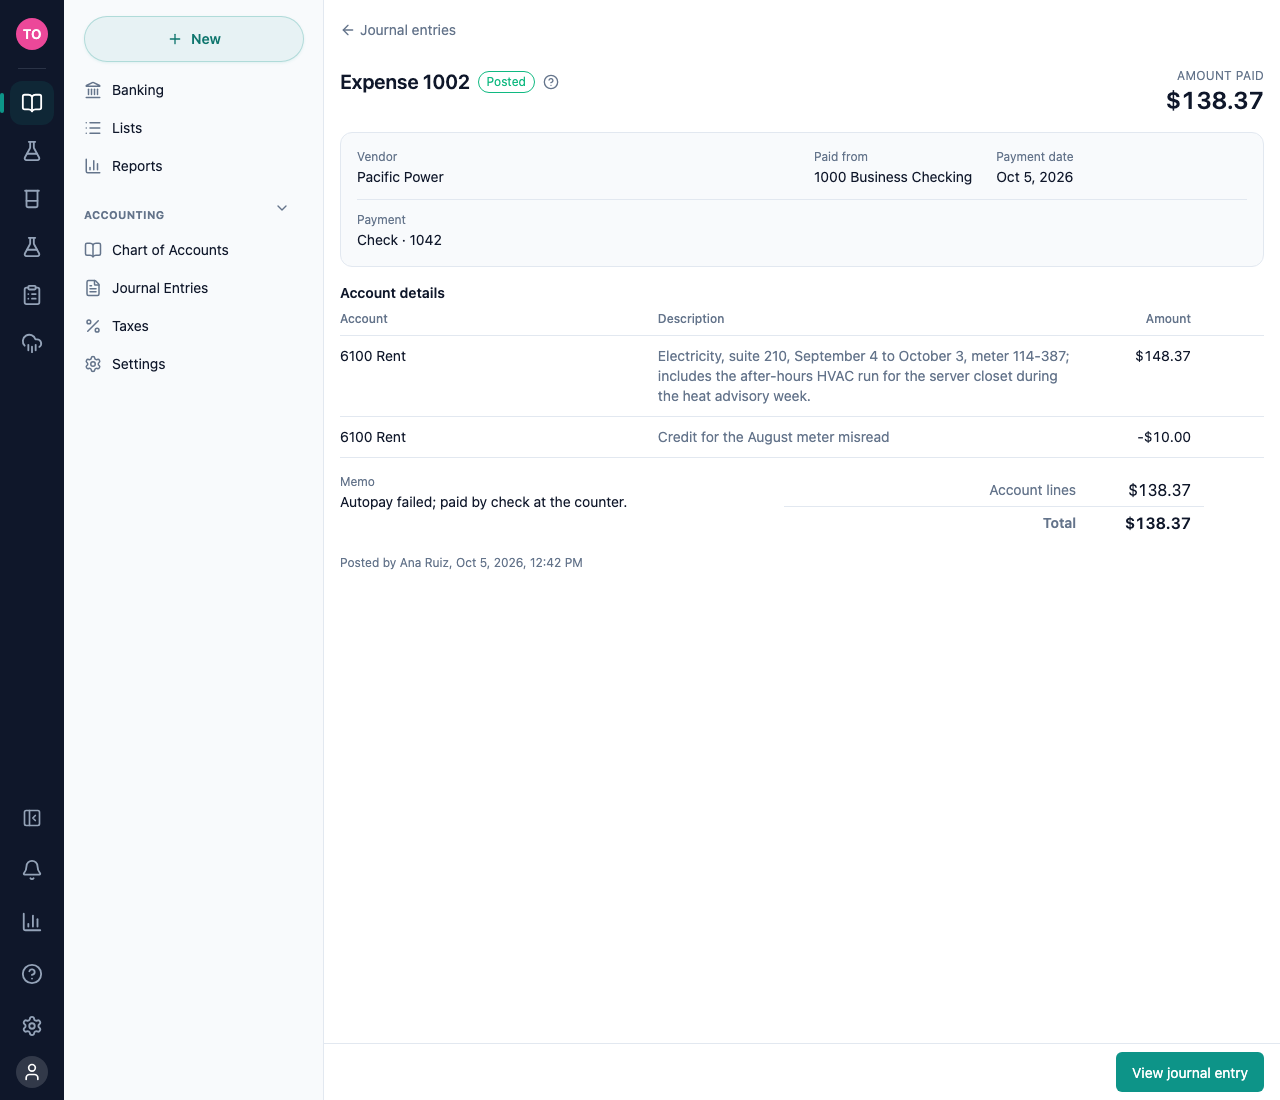 TO
New
Banking
Lists
Reports
ACCOUNTING
Chart of Accounts
Journal Entries
Taxes
Settings
Journal entries
Expense 1002
Posted
AMOUNT PAID
$138.37
Vendor
Pacific Power
Paid from
1000 Business Checking
Payment date
Oct 5, 2026
Payment
Check · 1042
Account details
Account Description Amount
6100 Rent
Electricity, suite 210, September 4 to October 3, meter 114-387;
includes the after-hours HVAC run for the server closet during
the heat advisory week.
$148.37
6100 Rent Credit for the August meter misread -$10.00
Memo
Autopay failed; paid by check at the counter.
Account lines $138.37
Total $138.37
Posted by Ana Ruiz, Oct 5, 2026, 12:42 PM
View journal entry